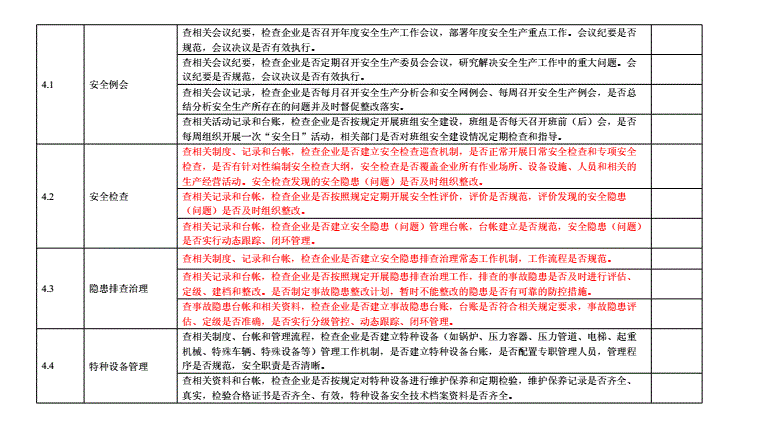 查相关会议纪要，检查企业是否召开年度安全生产工作会议，部署年度安全生产重点工作。会议纪要是否
规范，会议决议是否有效执行。
查相关会议纪要，检查企业是否定期召开安全生产委员会会议，研究解决安全生产工作中的重大问题。会
议纪要是否规范，会议决议是否有效执行。
4.1
安全例会
查相关会议记录，检查企业是否每月召开安全生产分析会和安全网例会、每周召开安全生产例会，是否总
结分析安全生产所存在的问题并及时督促整改落实。
查相关活动记录和台账，检查企业是否按规定开展班组安全建设，班组是否每天召开班前（后）会，是否
每周组织开展一次“安全日”活动，相关部门是否对班组安全建设情况定期检查和指导。
查相关制度、记录和台帐，检查企业是否建立安全检查巡查机制，是否正常开展日常安全检查和专项安全
检查，是否有针对性编制安全检查大纲，安全检查是否覆盖企业所有作业场所、设备设施、人员和相关的
生产经营活动。安全检查发现的安全隐患（问题）是否及时组织整改。
4.2
安全检查
查相关记录和台帐，检查企业是否按照规定定期开展安全性评价，评价是否规范，评价发现的安全隐患
（问题）是否及时组织整改。
查相关记录和台帐，检查企业是否建立安全隐患（问题）管理台帐，台帐建立是否规范，安全隐患（问题）
是否实行动态跟踪、闭环管理。
查相关制度、记录和台帐，检查企业是否建立安全隐患排查治理常态工作机制，工作流程是否规范。
4.3
隐患排查治理
查相关记录和台帐，检查企业是否按照规定开展隐患排查治理工作，排查的事故隐患是否及时进行评估、
定级、建档和整改。是否制定事故隐患整改计划，暂时不能整改的隐患是否有可靠的防控措施。
查事故隐患台帐和相关资料，检查企业是否建立事故隐患台账，台账是否符合相关规定要求，事故隐患评
估、定级是否准确，是否实行分级管控、动态跟踪、闭环管理。
查相关制度、台帐和管理流程，检查企业是否建立特种设备（如锅炉、压力容器、压力管道、电梯、起重
机械、特殊车辆、特殊设备等）管理工作机制，是否建立特种设备台账，是否配置专职管理人员，管理程
序是否规范，安全职责是否清晰。
4.4
特种设备管理
查相关资料和台帐，检查企业是否按规定对特种设备进行维护保养和定期检验，维护保养记录是否齐全、
真实，检验合格证书是否齐全、有效，特种设备安全技术档案资料是否齐全。